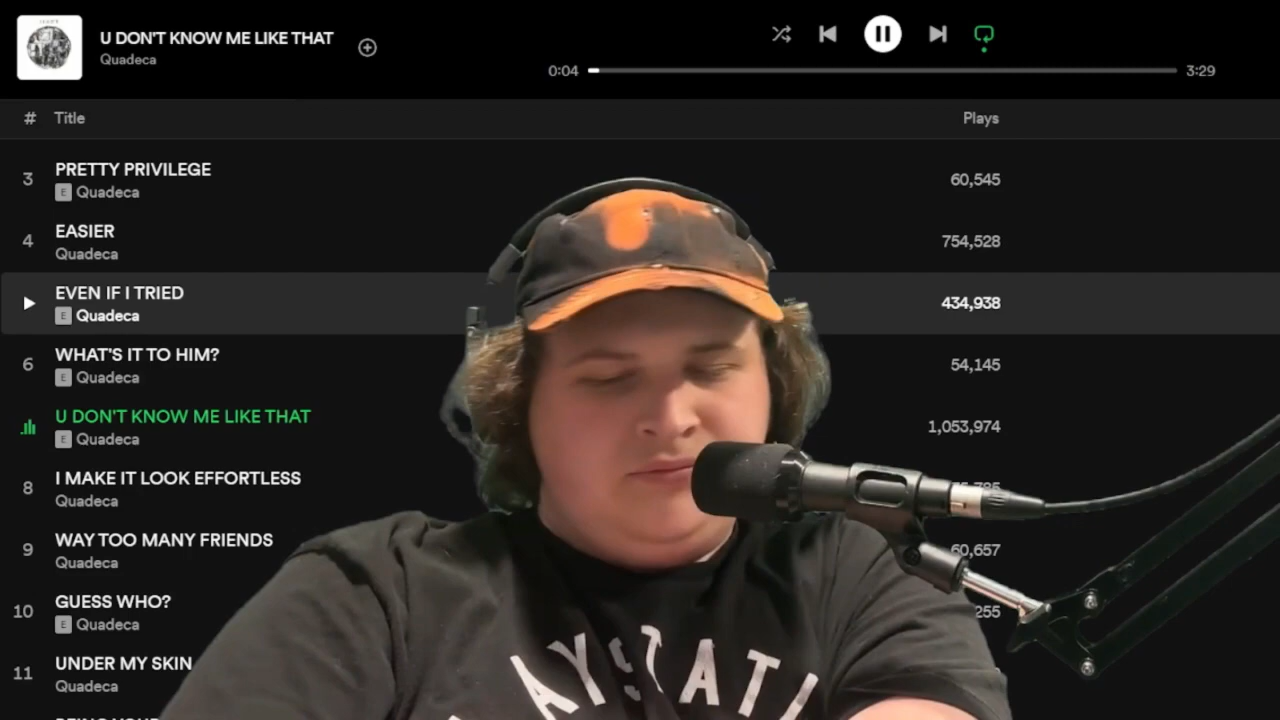 U DON'T KNOW ME LIKE THAT
Quadeca
0:04
3:29
# Title Plays
3 PRETTY PRIVILEGE 60,545
E Quadeca
4 EASIER 754,528
Quadeca
EVEN IF I TRIED 434,938
E Quadeca
6 WHAT'S IT TO HIM? 54,145
E Quadeca
U DON'T KNOW ME LIKE THAT 1,053,974
E Quadeca
8 I MAKE IT LOOK EFFORTLESS
Quadeca
9 WAY TOO MANY FRIENDS 60,657
Quadeca
10 GUESS WHO? 255
E Quadeca
11 UNDER MY SKIN
Quadeca